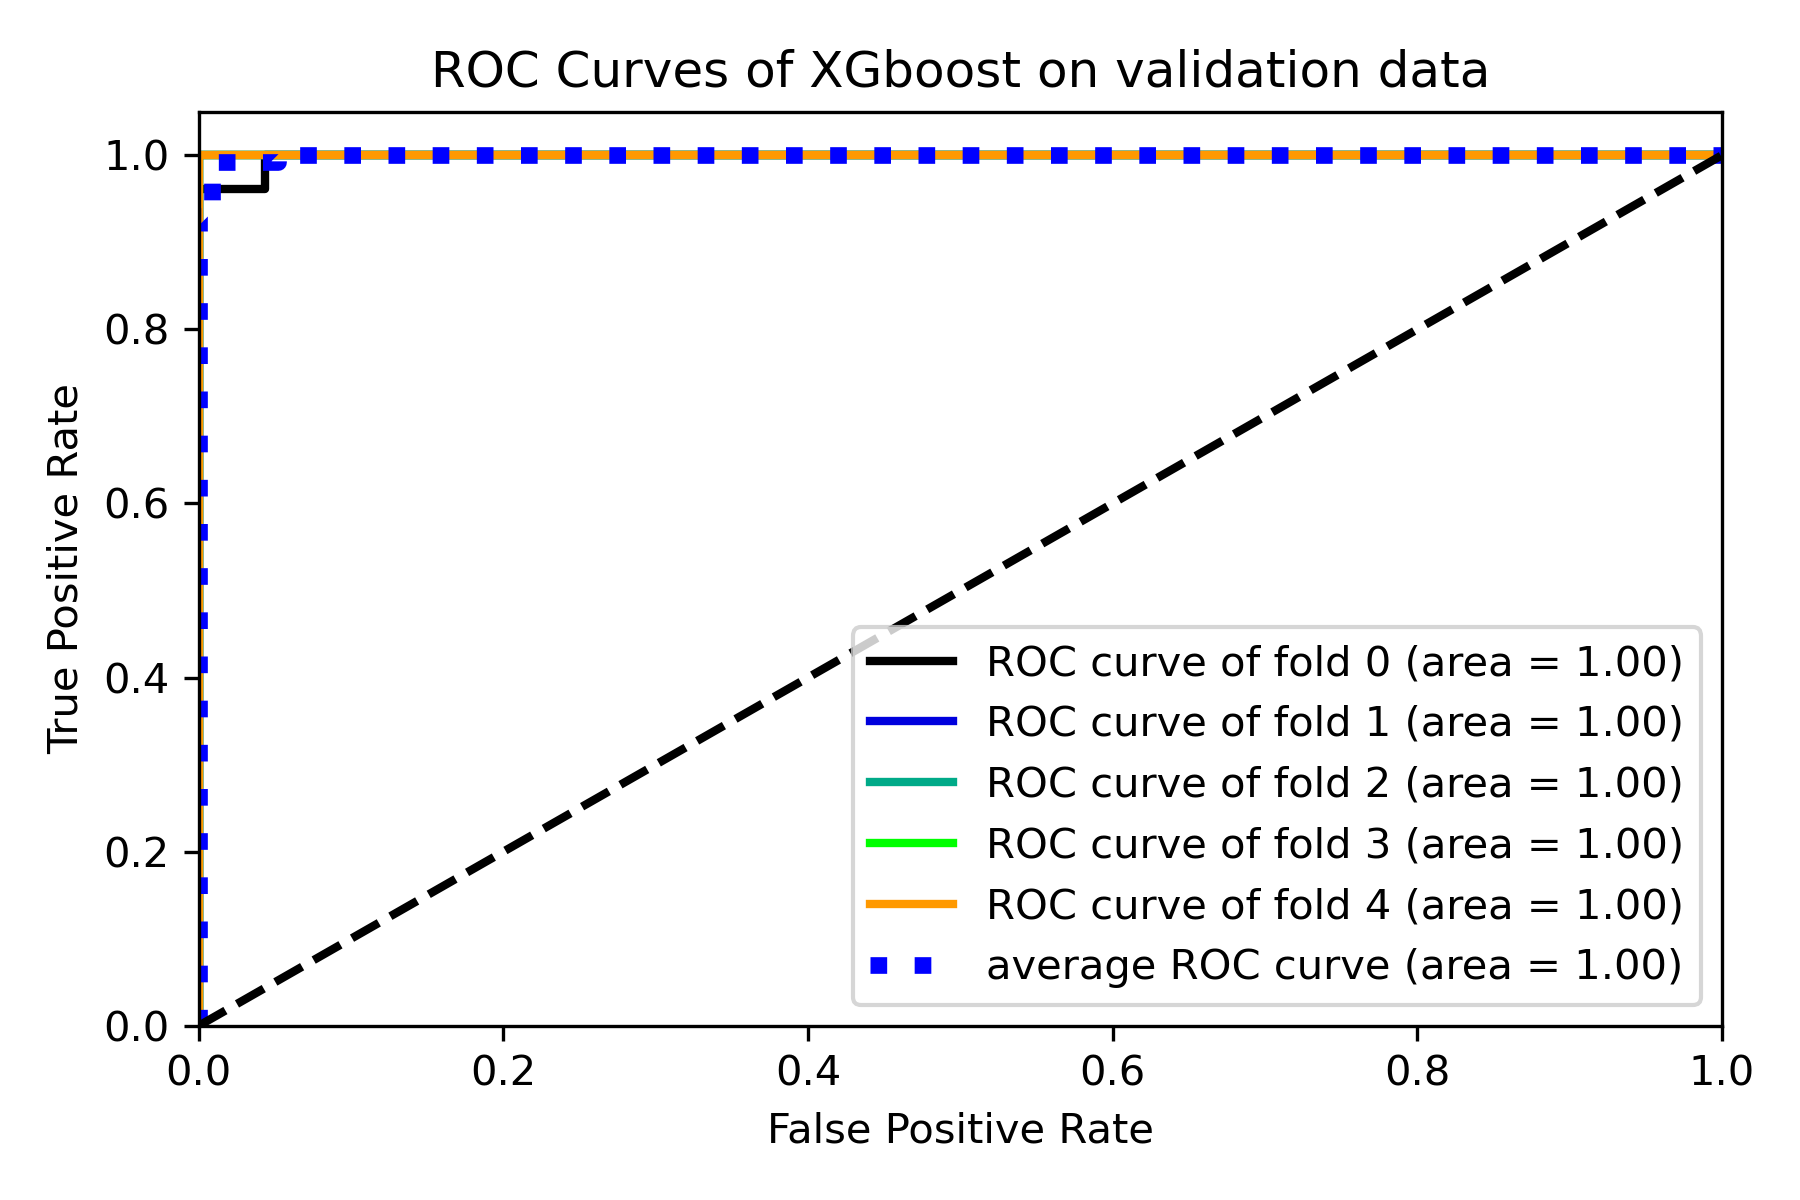 ROC Curves of XGboost on validation data
1.0
0.8
0.6
0.4
0.2
0.0
True Positive Rate
ROC curve of fold 0 (area = 1.00)
ROC curve of fold 1 (area = 1.00)
ROC curve of fold 2 (area = 1.00)
ROC curve of fold 3 (area = 1.00)
ROC curve of fold 4 (area = 1.00)
average ROC curve (area = 1.00)
0.0 0.2 0.4 0.6 0.8 1.0
False Positive Rate